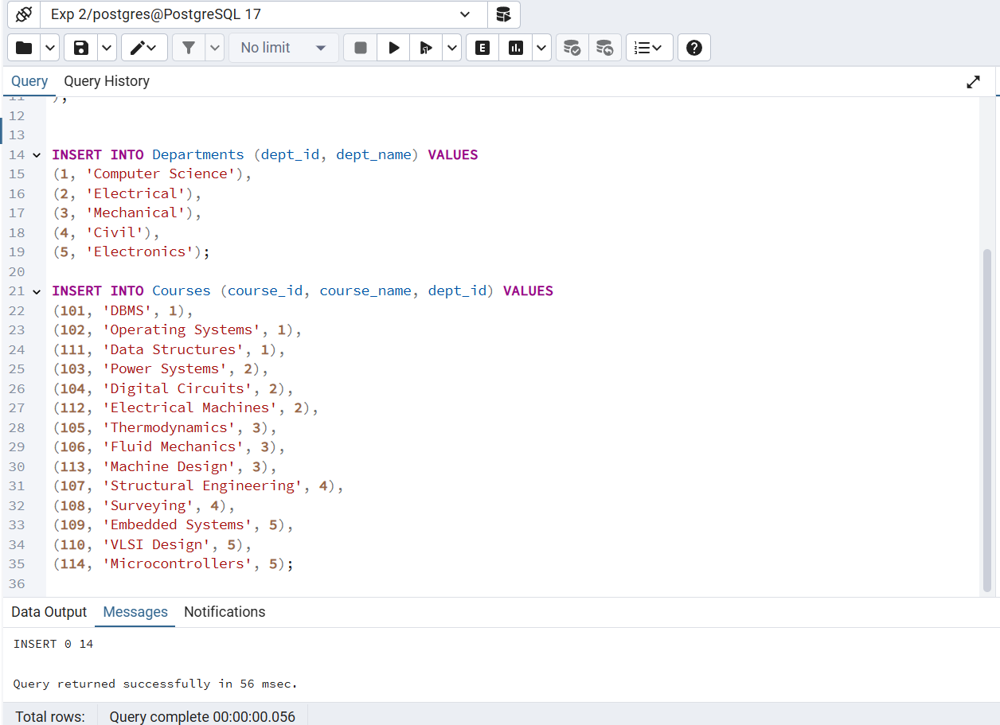 Exp 2/postgres@PostgreSQL 17
No limit
E
Query Query History
11 );
12
13
14 INSERT INTO Departments (dept_id, dept_name) VALUES
15 (1, 'Computer Science'),
16 (2, 'Electrical'),
17 (3, 'Mechanical'),
18 (4, 'Civil'),
19 (5, 'Electronics');
20
21 INSERT INTO Courses (course_id, course_name, dept_id) VALUES
22 (101, 'DBMS', 1),
23 (102, 'Operating Systems', 1),
24 (111, 'Data Structures', 1),
25 (103, 'Power Systems', 2),
26 (104, 'Digital Circuits', 2),
27 (112, 'Electrical Machines', 2),
28 (105, 'Thermodynamics', 3),
29 (106, 'Fluid Mechanics', 3),
30 (113, 'Machine Design', 3),
31 (107, 'Structural Engineering', 4),
32 (108, 'Surveying', 4),
33 (109, 'Embedded Systems', 5),
34 (110, 'VLSI Design', 5),
35 (114, 'Microcontrollers', 5);
36
Data Output Messages Notifications
INSERT 0 14
Query returned successfully in 56 msec.
Total rows: Query complete 00:00:00.056